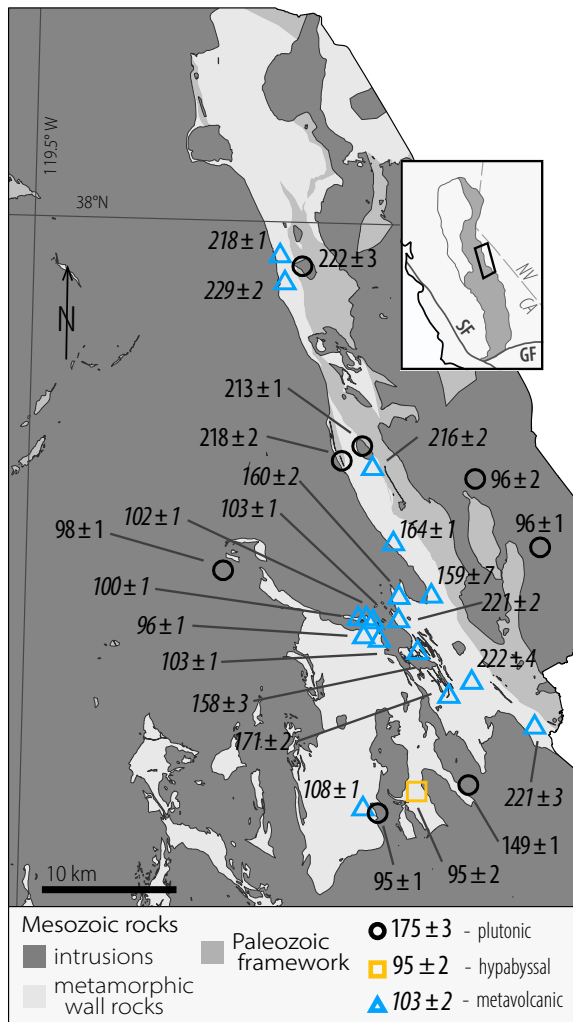 119.5° W
38°N
N
218 ± 1
222 ± 3
229 ± 2
NV
CA
SF
GF
213 ± 1
218 ± 2
216 ± 2
160 ± 2
96 ± 2
103 ± 1
102 ± 1
98 ± 1
164 ± 1
96 ± 1
159 ± 7
100 ± 1
221 ± 2
96 ± 1
103 ± 1
222 ± 4
158 ± 3
171 ± 2
108 ± 1
221 ± 3
149 ± 1
95 ± 1
95 ± 2
10 km
Mesozoic rocks
intrusions
metamorphic
wall rocks
Paleozoic
framework
175 ± 3 - plutonic
95 ± 2 - hypabyssal
103 ± 2 - metavolcanic